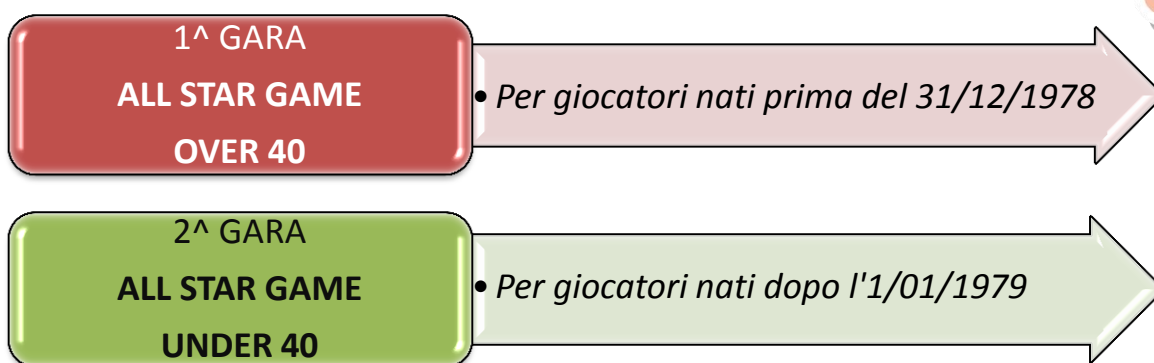 1^ GARA
ALL STAR GAME
OVER 40
• Per giocatori nati prima del 31/12/1978
2^ GARA
ALL STAR GAME
UNDER 40
• Per giocatori nati dopo l'1/01/1979